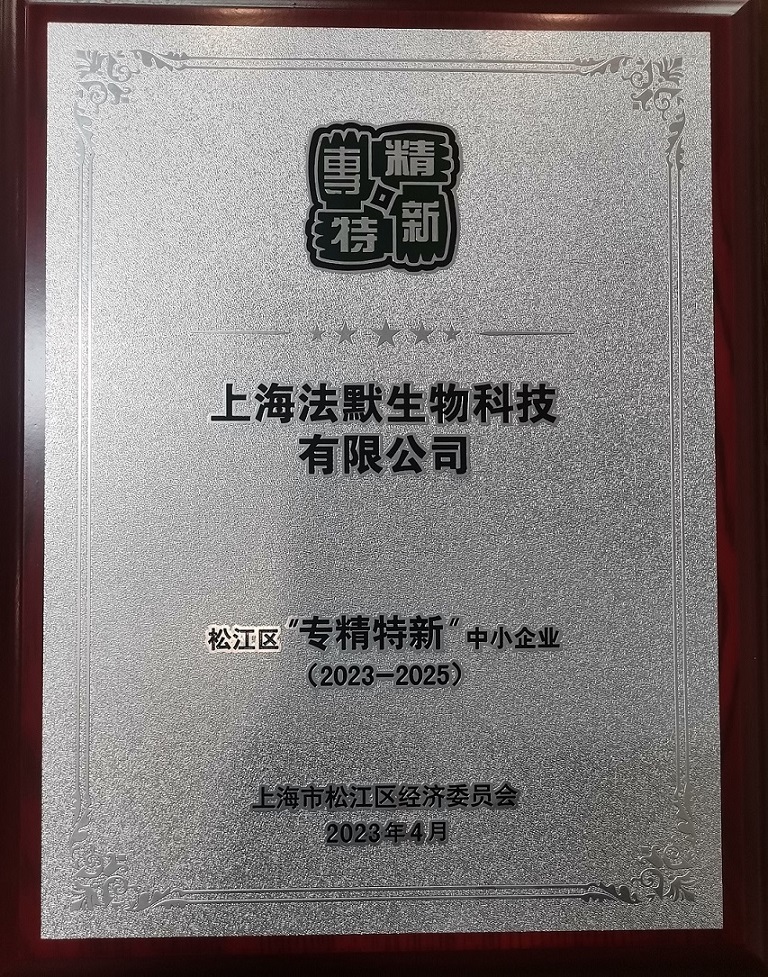 專精
特新
上海法默生物科技
有限公司
松江区"专精特新"中小企业
（2023—2025）
上海市松江区经济委员会
2023年4月